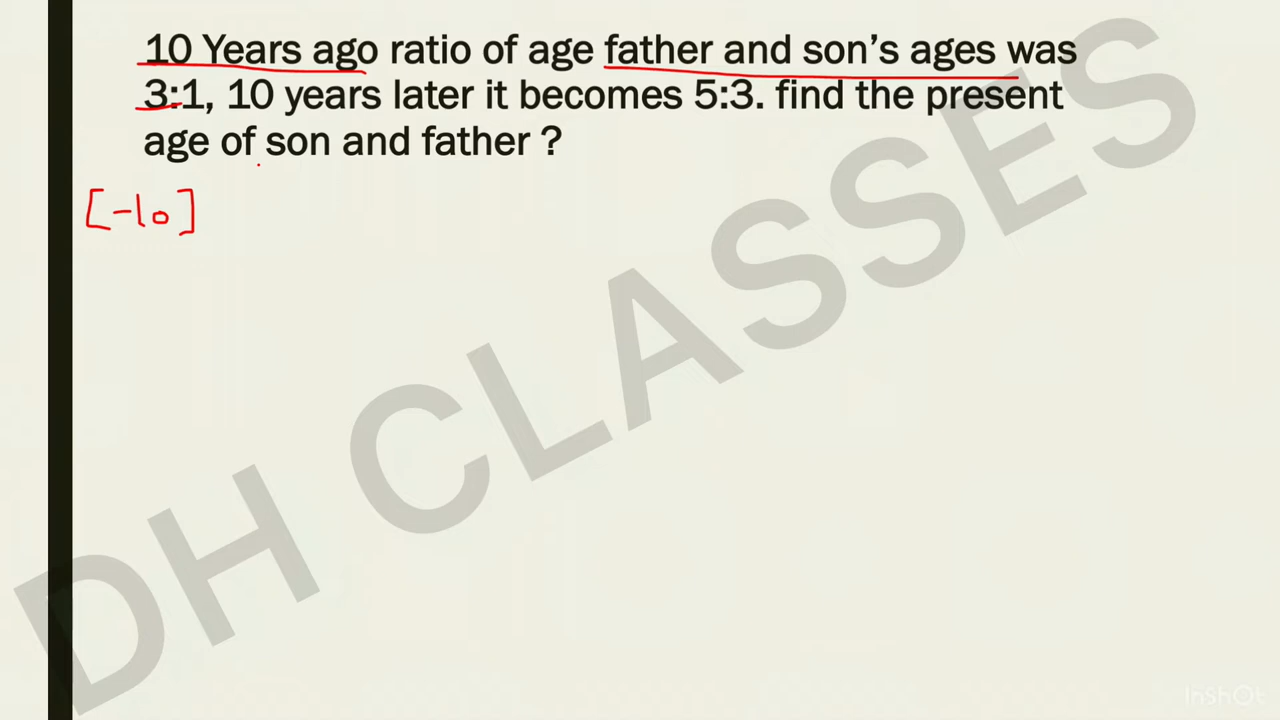 10 Years ago ratio of age father and son's ages was
3:1, 10 years later it becomes 5:3. find the present
age of son and father ?
[-10]
DH CLASSES
InshOt